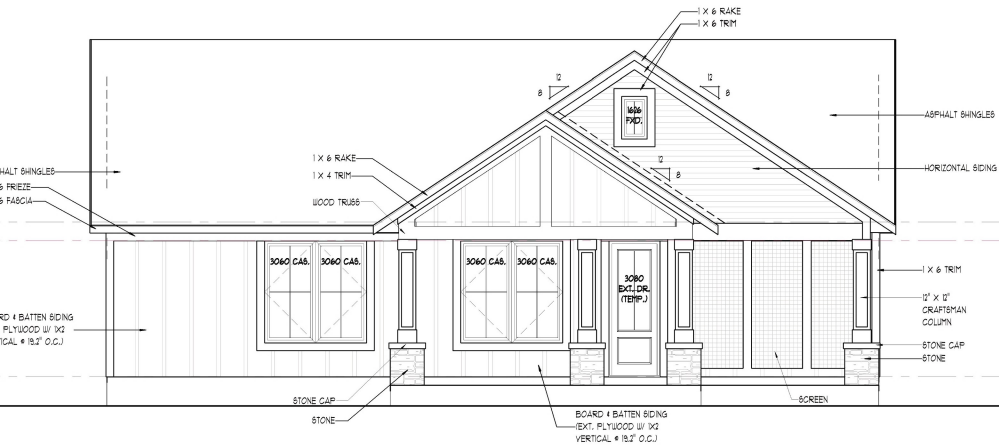 1 X 6 RAKE
1 X 6 TRIM
12
8
12
8
1626
FXD.
ASPHALT SHINGLES
1 X 6 RAKE
12
8
HORIZONTAL SIDING
HALT SHINGLES
1 X 4 TRIM
6 FRIEZE
6 FASCIA
WOOD TRUSS
3060 CAS.
3060 CAS.
3060 CAS.
3060 CAS.
3080
EXT. DR.
(TEMP.)
1 X 6 TRIM
12" X 12"
CRAFTSMAN
COLUMN
RD & BATTEN SIDING
PLYWOOD W/ 1X2
ICAL @ 19.2" O.C.)
STONE CAP
STONE
STONE CAP
STONE
SCREEN
BOARD & BATTEN SIDING
(EXT. PLYWOOD W/ 1X2
VERTICAL @ 19.2" O.C.)